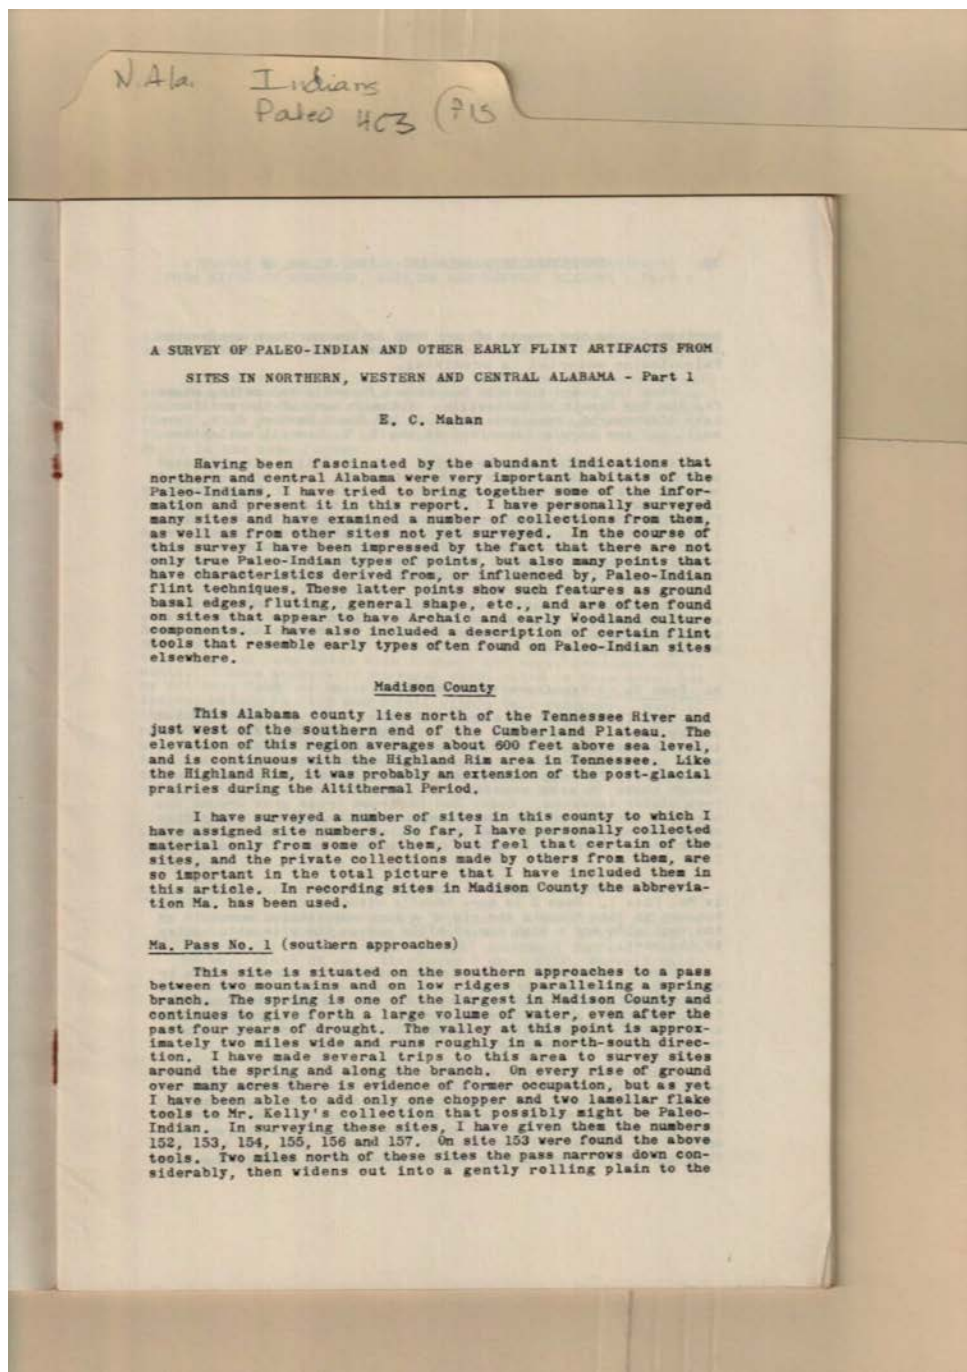 N. Ala. Indians
Paleo 403
A SURVEY OF PALEO-INDIAN AND OTHER EARLY FLINT ARTIFACTS FROM
SITES IN NORTHERN, WESTERN AND CENTRAL ALABAMA - Part 1
E. C. Mahan
Having been fascinated by the abundant indications that
northern and central Alabama were very important habitats of the
Paleo-Indians, I have tried to bring together some of the infor-
mation and present it in this report. I have personally surveyed
many sites and have examined a number of collections from them,
as well as from other sites not yet surveyed. In the course of
this survey I have been impressed by the fact that there are not
only true Paleo-Indian types of points, but also many points that
have characteristics derived from, or influenced by, Paleo-Indian
flint techniques. These latter points show such features as ground
basal edges, fluting, general shape, etc., and are often found
on sites that appear to have Archaic and early Woodland culture
components. I have also included a description of certain flint
tools that resemble early types often found on Paleo-Indian sites
elsewhere.
Madison County
This Alabama county lies north of the Tennessee River and
just west of the southern end of the Cumberland Plateau. The
elevation of this region averages about 600 feet above sea level,
and is continuous with the Highland Rim area in Tennessee. Like
the Highland Rim, it was probably an extension of the post-glacial
prairies during the Altithermal Period.
I have surveyed a number of sites in this county to which I
have assigned site numbers. So far, I have personally collected
material only from some of them, but feel that certain of the
sites, and the private collections made by others from them, are
so important in the total picture that I have included them in
this article. In recording sites in Madison County the abbrevia-
tion Ma. has been used.
Ma. Pass No. 1 (southern approaches)
This site is situated on the southern approaches to a pass
between two mountains and on low ridges paralleling a spring
branch. The spring is one of the largest in Madison County and
continues to give forth a large volume of water, even after the
past four years of drought. The valley at this point is approx-
imately two miles wide and runs roughly in a north-south direc-
tion. I have made several trips to this area to survey sites
around the spring and along the branch. On every rise of ground
over many acres there is evidence of former occupation, but as yet
I have been able to add only one chopper and two lamellar flake
tools to Mr. Kelly's collection that possibly might be Paleo-
Indian. In surveying these sites, I have given them the numbers
152, 153, 154, 155, 156 and 157. On site 153 were found the above
tools. Two miles north of these sites the pass narrows down con-
siderably, then widens out into a gently rolling plain to the